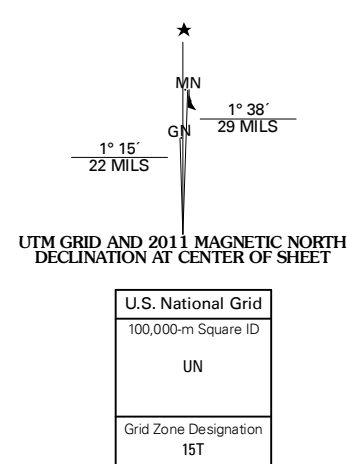 MN
1° 38´
29 MILS
GN
1° 15´
22 MILS
UTM GRID AND 2011 MAGNETIC NORTH
DECLINATION AT CENTER OF SHEET
U.S. National Grid
100,000-m Square ID
UN
Grid Zone Designation
15T